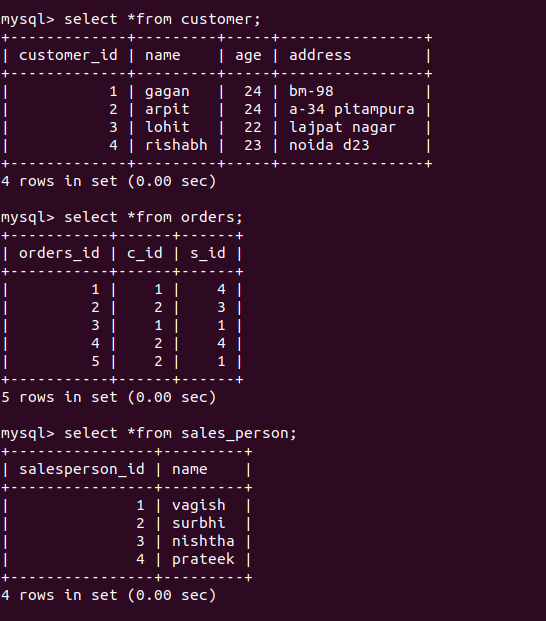 mysql> select *from customer;
+-------------+---------+-----+----------------+
| customer_id | name    | age | address        |
+-------------+---------+-----+----------------+
|           1 | gagan   |  24 | bm-98          |
|           2 | arpit   |  24 | a-34 pitampura |
|           3 | lohit   |  22 | lajpat nagar   |
|           4 | rishabh |  23 | noida d23      |
+-------------+---------+-----+----------------+
4 rows in set (0.00 sec)
mysql> select *from orders;
+-----------+------+------+
| orders_id | c_id | s_id |
+-----------+------+------+
|         1 |    1 |    4 |
|         2 |    2 |    3 |
|         3 |    1 |    1 |
|         4 |    2 |    4 |
|         5 |    2 |    1 |
+-----------+------+------+
5 rows in set (0.00 sec)
mysql> select *from sales_person;
+----------------+---------+
| salesperson_id | name    |
+----------------+---------+
|              1 | vagish  |
|              2 | surbhi  |
|              3 | nishtha |
|              4 | prateek |
+----------------+---------+
4 rows in set (0.00 sec)